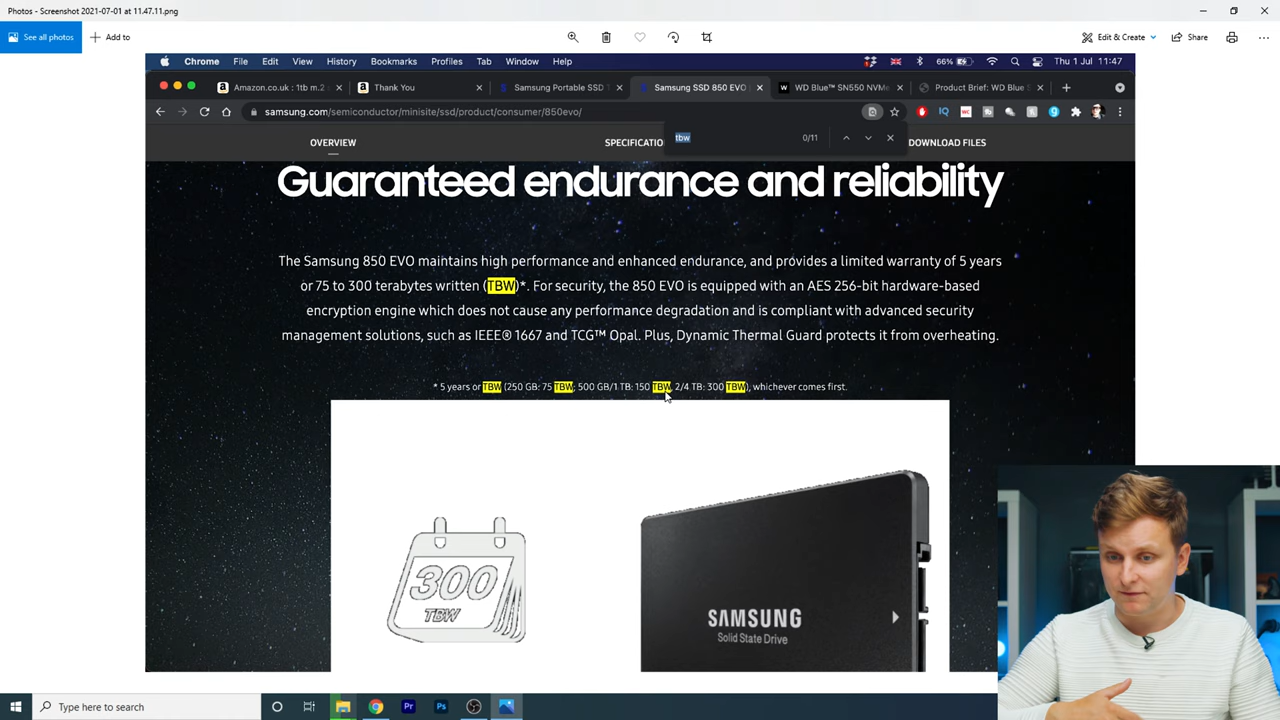 Photos - Screenshot 2021-07-01 at 11.47.11.png
See all photos
Add to
Edit & Create
Share
Chrome File Edit View History Bookmarks Profiles Tab Window Help
66%
Thu 1 Jul 11:47
Amazon.co.uk : 1tb m.2
Thank You
Samsung Portable SSD T
Samsung SSD 850 EVO
WD Blue™ SN550 NVMe
Product Brief: WD Blue
samsung.com/semiconductor/minisite/ssd/product/consumer/850evo/
tbw
0/11
OVERVIEW
SPECIFICATIO
DOWNLOAD FILES
Guaranteed endurance and reliability
The Samsung 850 EVO maintains high performance and enhanced endurance, and provides a limited warranty of 5 years
or 75 to 300 terabytes written (TBW)*. For security, the 850 EVO is equipped with an AES 256-bit hardware-based
encryption engine which does not cause any performance degradation and is compliant with advanced security
management solutions, such as IEEE® 1667 and TCG™ Opal. Plus, Dynamic Thermal Guard protects it from overheating.
* 5 years or TBW (250 GB: 75 TBW; 500 GB/1 TB: 150 TBW, 2/4 TB: 300 TBW), whichever comes first.
300
TBW
SAMSUNG
Solid State Drive
Type here to search
Pr
Ps